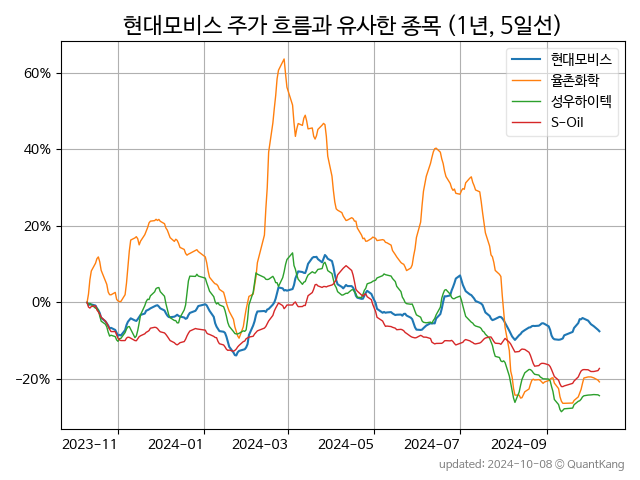 현대모비스 주가 흐름과 유사한 종목 (1년, 5일선)
현대모비스
율촌화학
성우하이텍
S-Oil
60%
40%
20%
0%
−20%
2023-11
2024-01
2024-03
2024-05
2024-07
2024-09
updated: 2024-10-08 © QuantKang